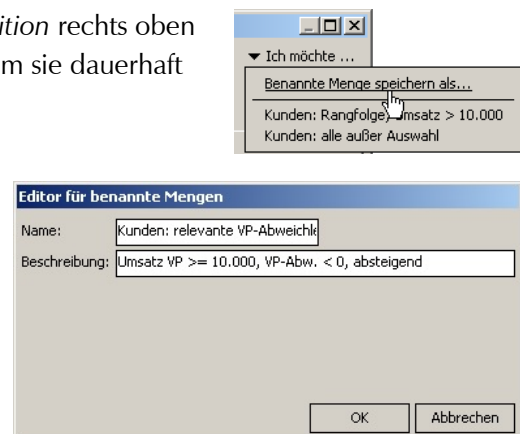 ition rechts oben
m sie dauerhaft
Ich möchte ...
Benannte Menge speichern als...
Kunden: Rangfolge, Umsatz > 10.000
Kunden: alle außer Auswahl
Editor für benannte Mengen
Name: Kunden: relevante VP-Abweichle
Beschreibung: Umsatz VP >= 10.000, VP-Abw. < 0, absteigend
OK Abbrechen